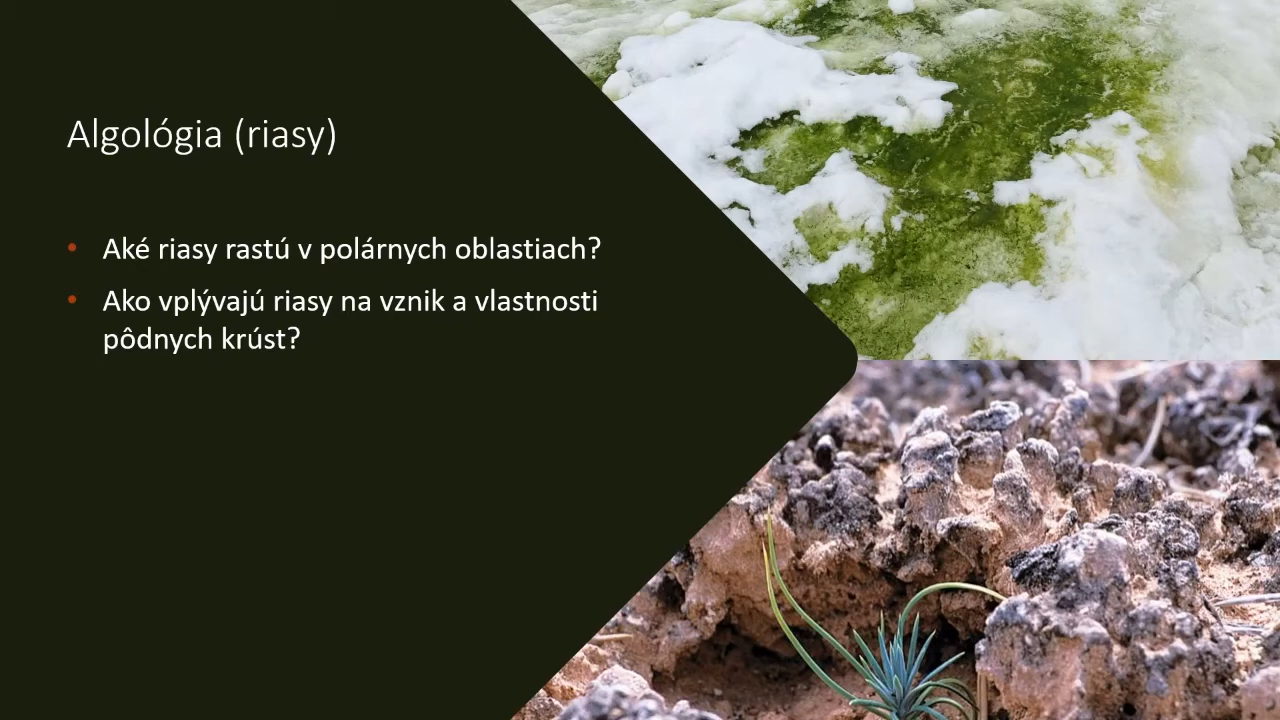 Algológia (riasy)
• Aké riasy rastú v polárnych oblastiach?
• Ako vplývajú riasy na vznik a vlastnosti
pôdnych krúst?